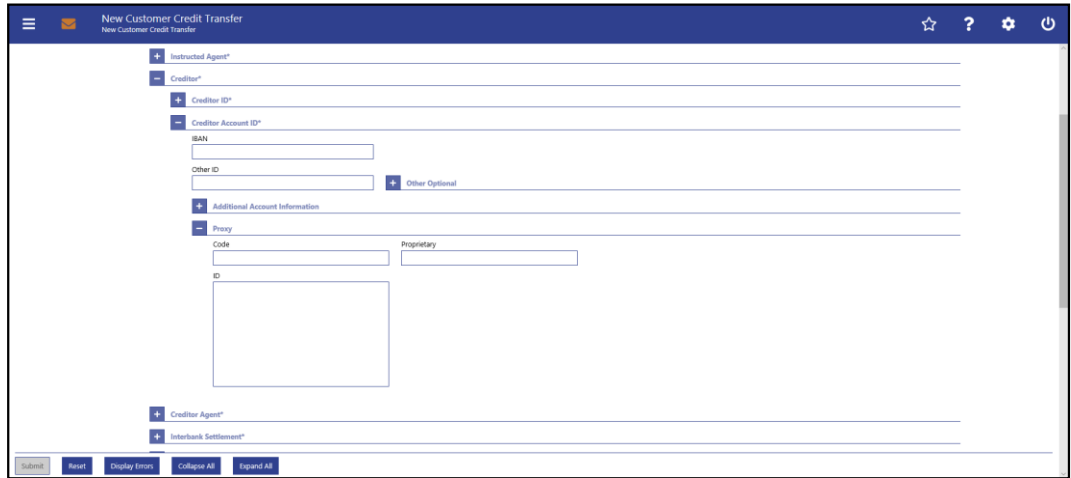 New Customer Credit Transfer
New Customer Credit Transfer
Instructed Agent*
Creditor*
Creditor ID*
Creditor Account ID*
IBAN
Other ID
Other Optional
Additional Account Information
Proxy
Code Proprietary
ID
Creditor Agent*
Interbank Settlement*
Submit Reset Display Errors Collapse All Expand All